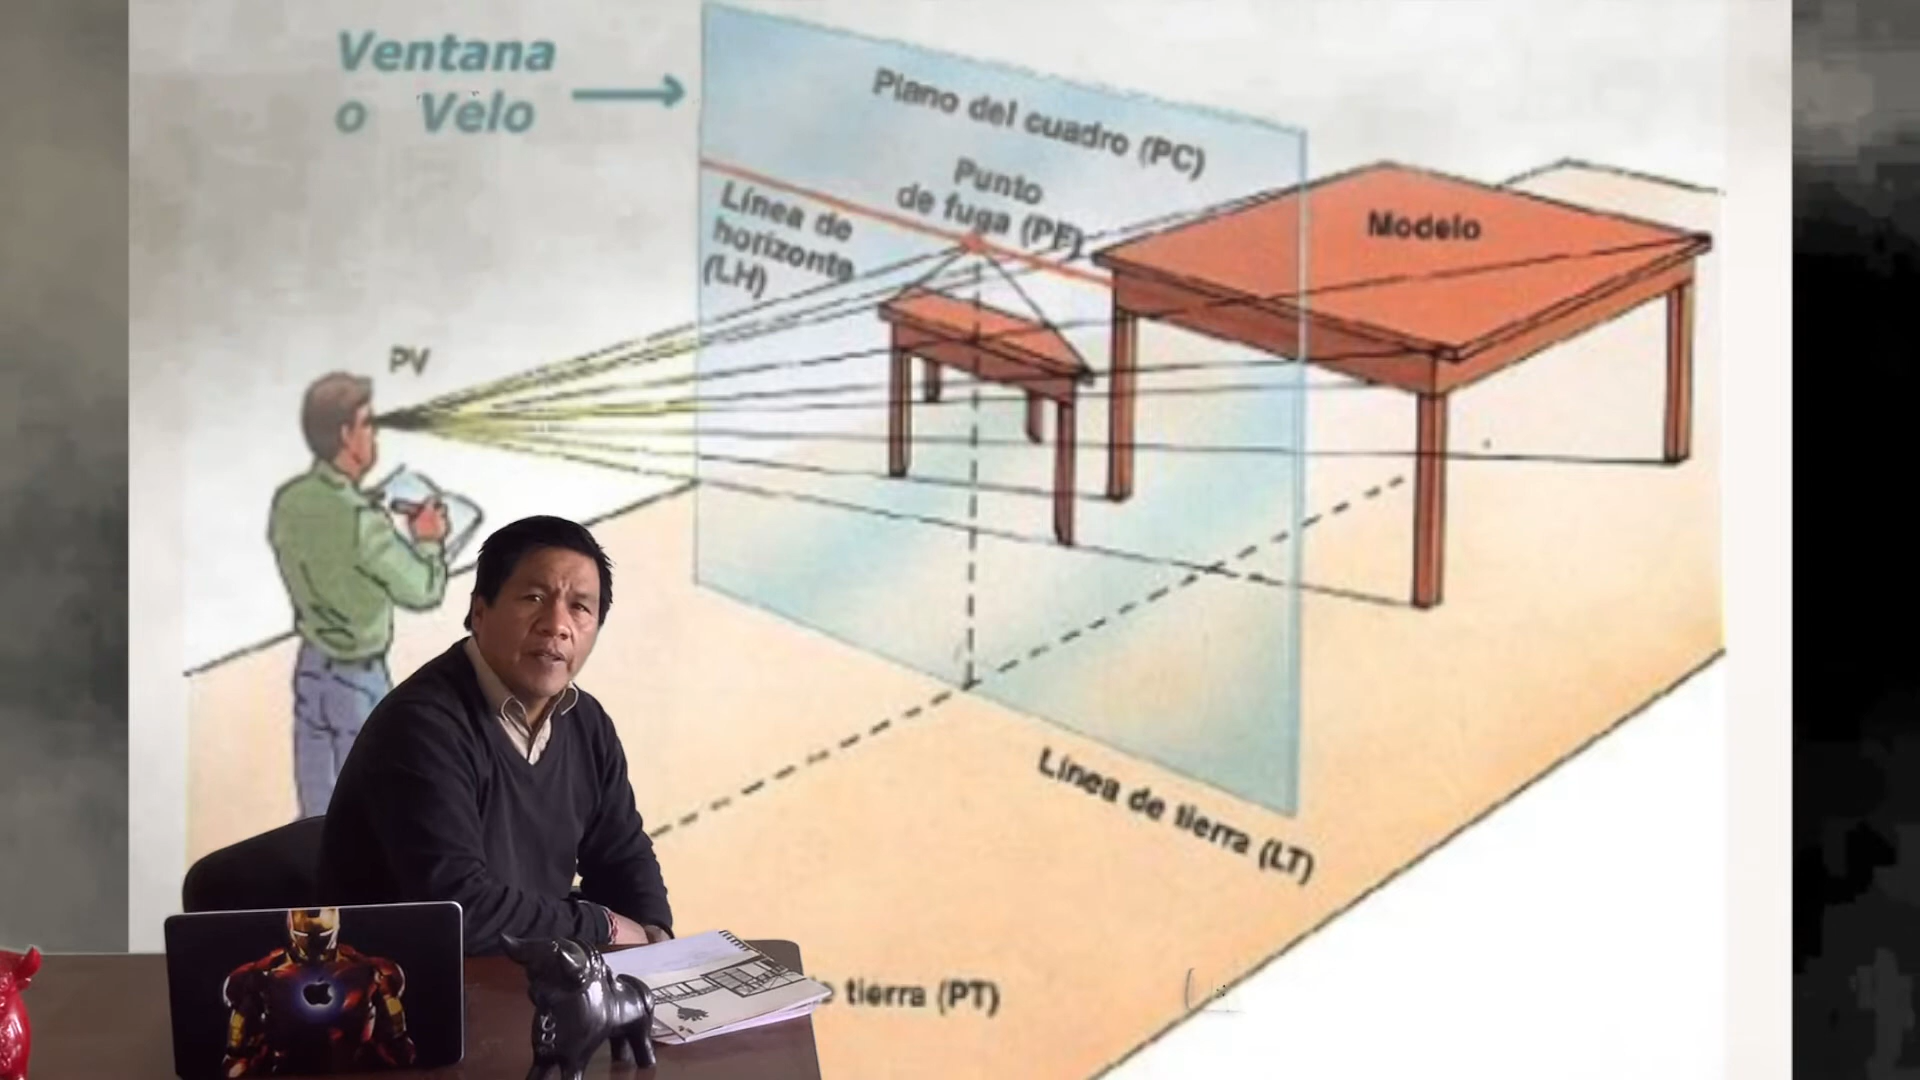 Ventana
o Velo
Plano del cuadro (PC)
Punto
de fuga (PF)
Línea de
horizonte
(LH)
Modelo
PV
Línea de tierra (LT)
tierra (PT)